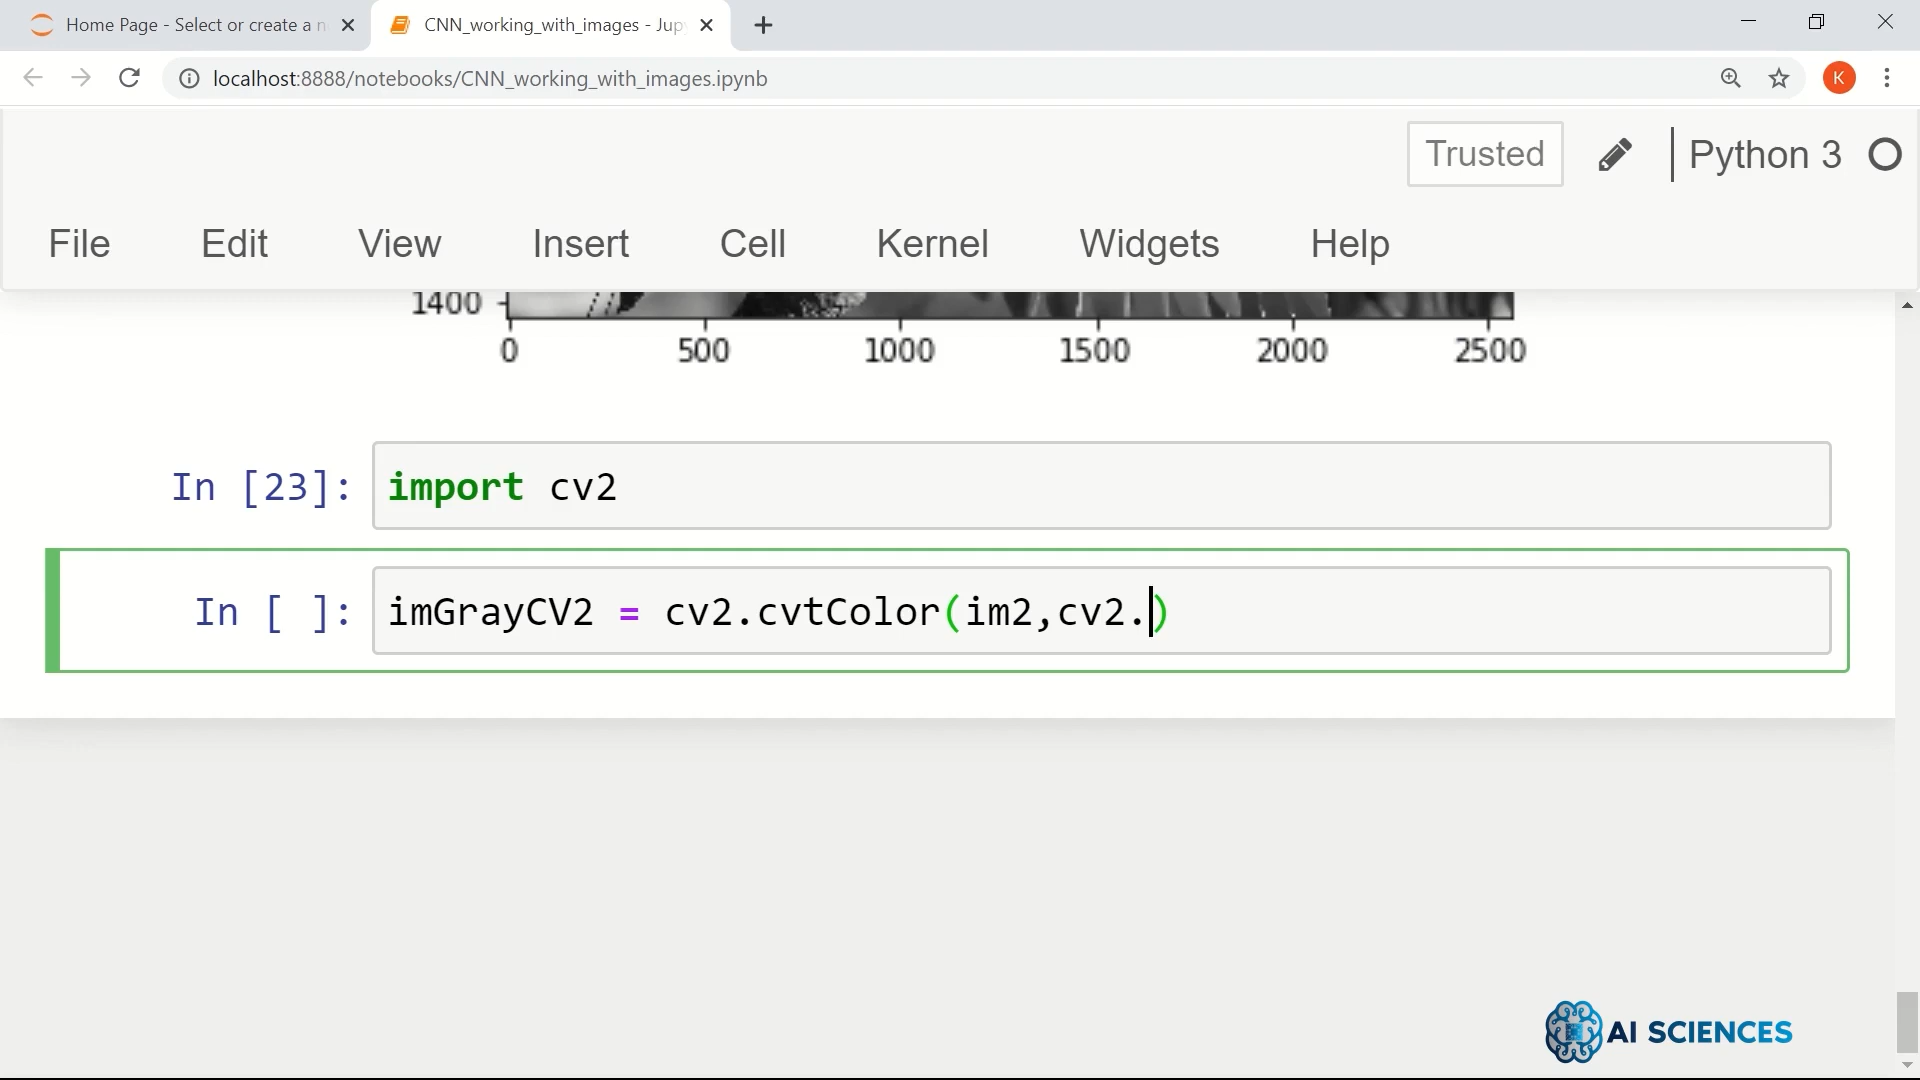 Home Page - Select or create a n
CNN_working_with_images - Jup
localhost:8888/notebooks/CNN_working_with_images.ipynb
K
Trusted
Python 3
File Edit View Insert Cell Kernel Widgets Help
1400
0 500 1000 1500 2000 2500
In [23]: import cv2
In [ ]: imGrayCV2 = cv2.cvtColor(im2,cv2.)
AI SCIENCES